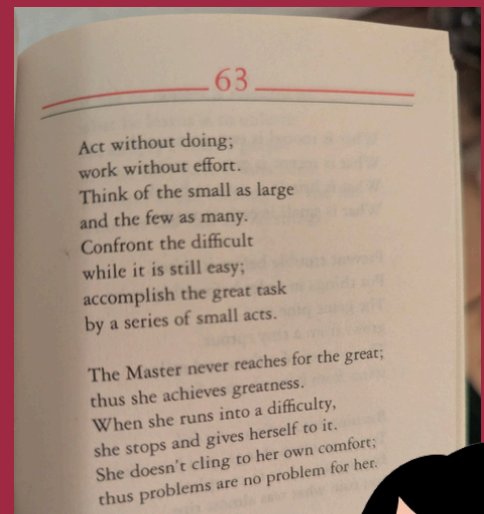 63
Act without doing;
work without effort.
Think of the small as large
and the few as many.
Confront the difficult
while it is still easy;
accomplish the great task
by a series of small acts.
The Master never reaches for the great;
thus she achieves greatness.
When she runs into a difficulty,
she stops and gives herself to it.
She doesn't cling to her own comfort;
thus problems are no problem for her.